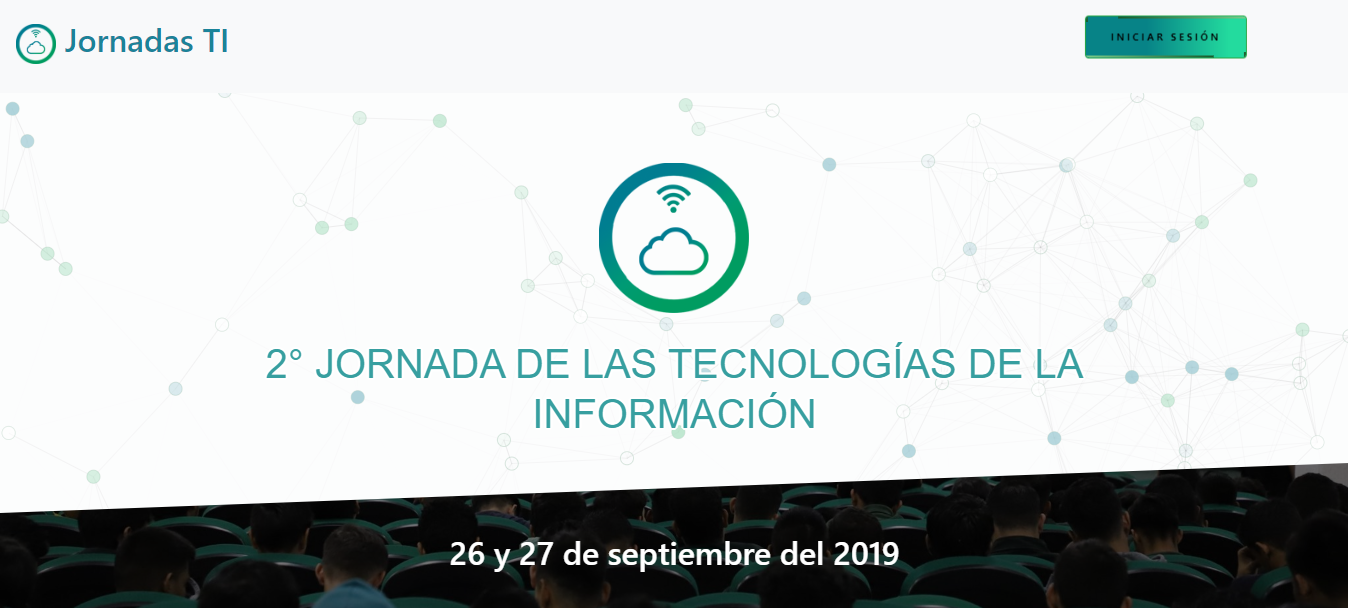 Jornadas TI
INICIAR SESIÓN
2° JORNADA DE LAS TECNOLOGÍAS DE LA
INFORMACIÓN
26 y 27 de septiembre del 2019